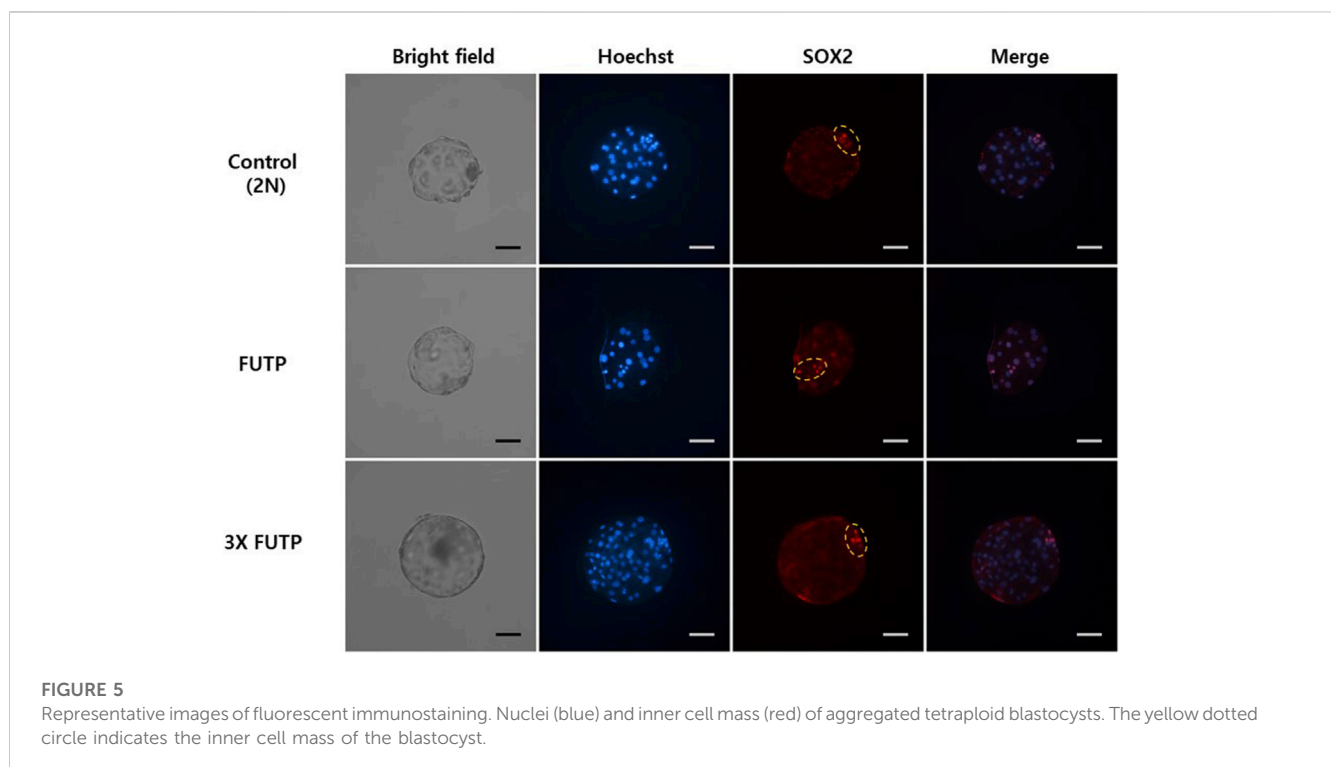 Bright field Hoechst SOX2 Merge
Control
(2N)
FUTP
3X FUTP
FIGURE 5
Representative images of fluorescent immunostaining. Nuclei (blue) and inner cell mass (red) of aggregated tetraploid blastocysts. The yellow dotted
circle indicates the inner cell mass of the blastocyst.